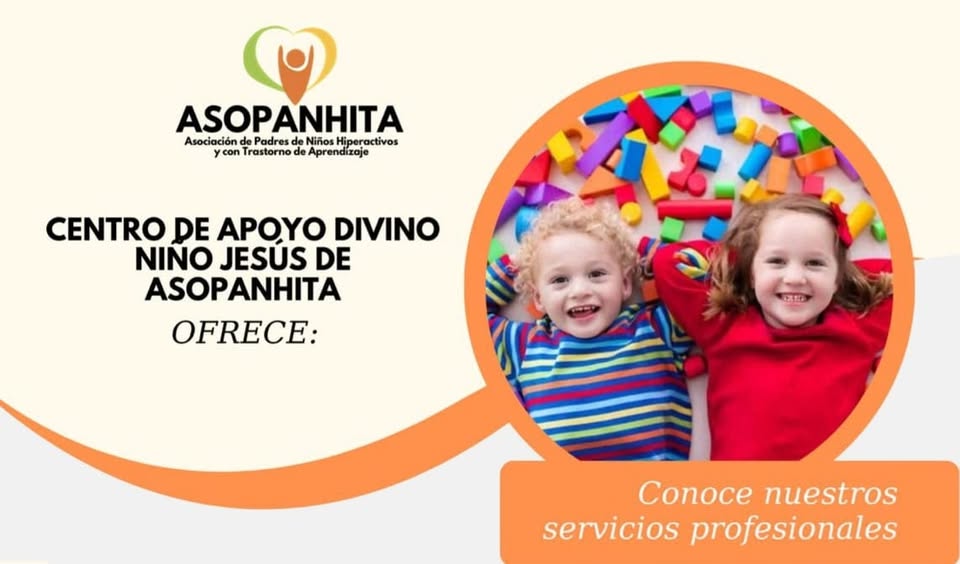 ASOPANHITA
Asociación de Padres de Niños Hiperactivos
y con Trastorno de Aprendizaje
CENTRO DE APOYO DIVINO
NIÑO JESÚS DE
ASOPANHITA
OFRECE:
Conoce nuestros
servicios profesionales